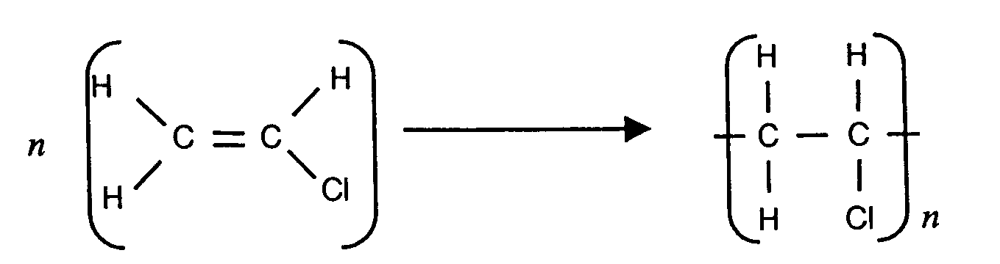 H H H H
n C = C C — C
H Cl H Cl n